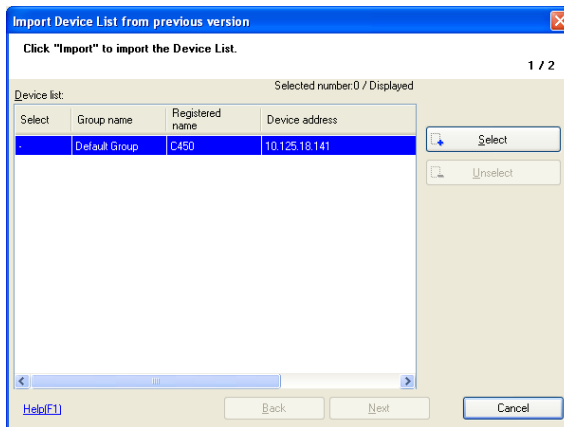 Import Device List from previous version
Click "Import" to import the Device List.
1 / 2
Selected number:0 / Displayed
Device list:
Select Group name Registered name Device address
- Default Group C450 10.125.18.141
Select
Unselect
Help(F1)
Back
Next
Cancel